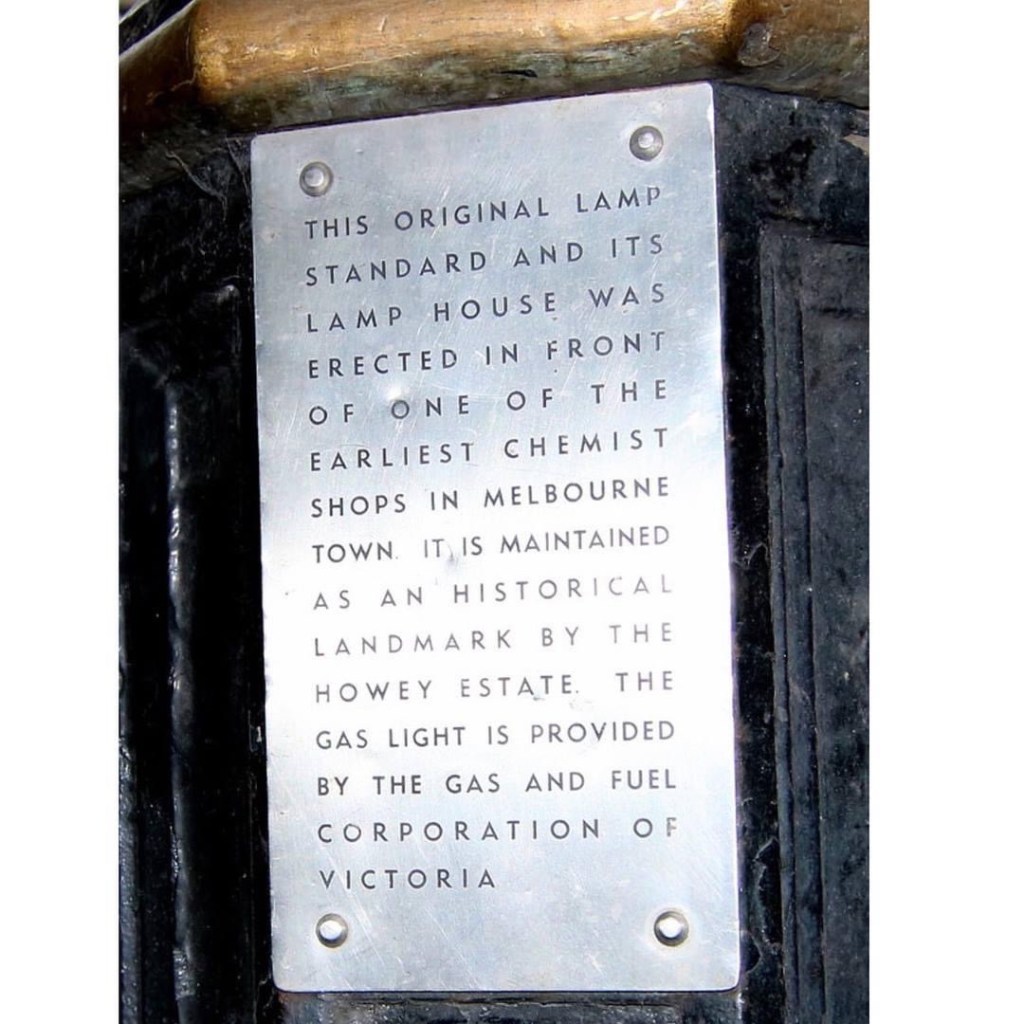 THIS ORIGINAL LAMP
STANDARD AND ITS
LAMP HOUSE WAS
ERECTED IN FRONT
OF ONE OF THE
EARLIEST CHEMIST
SHOPS IN MELBOURNE
TOWN. IT IS MAINTAINED
AS AN HISTORICAL
LANDMARK BY THE
HOWEY ESTATE. THE
GAS LIGHT IS PROVIDED
BY THE GAS AND FUEL
CORPORATION OF
VICTORIA